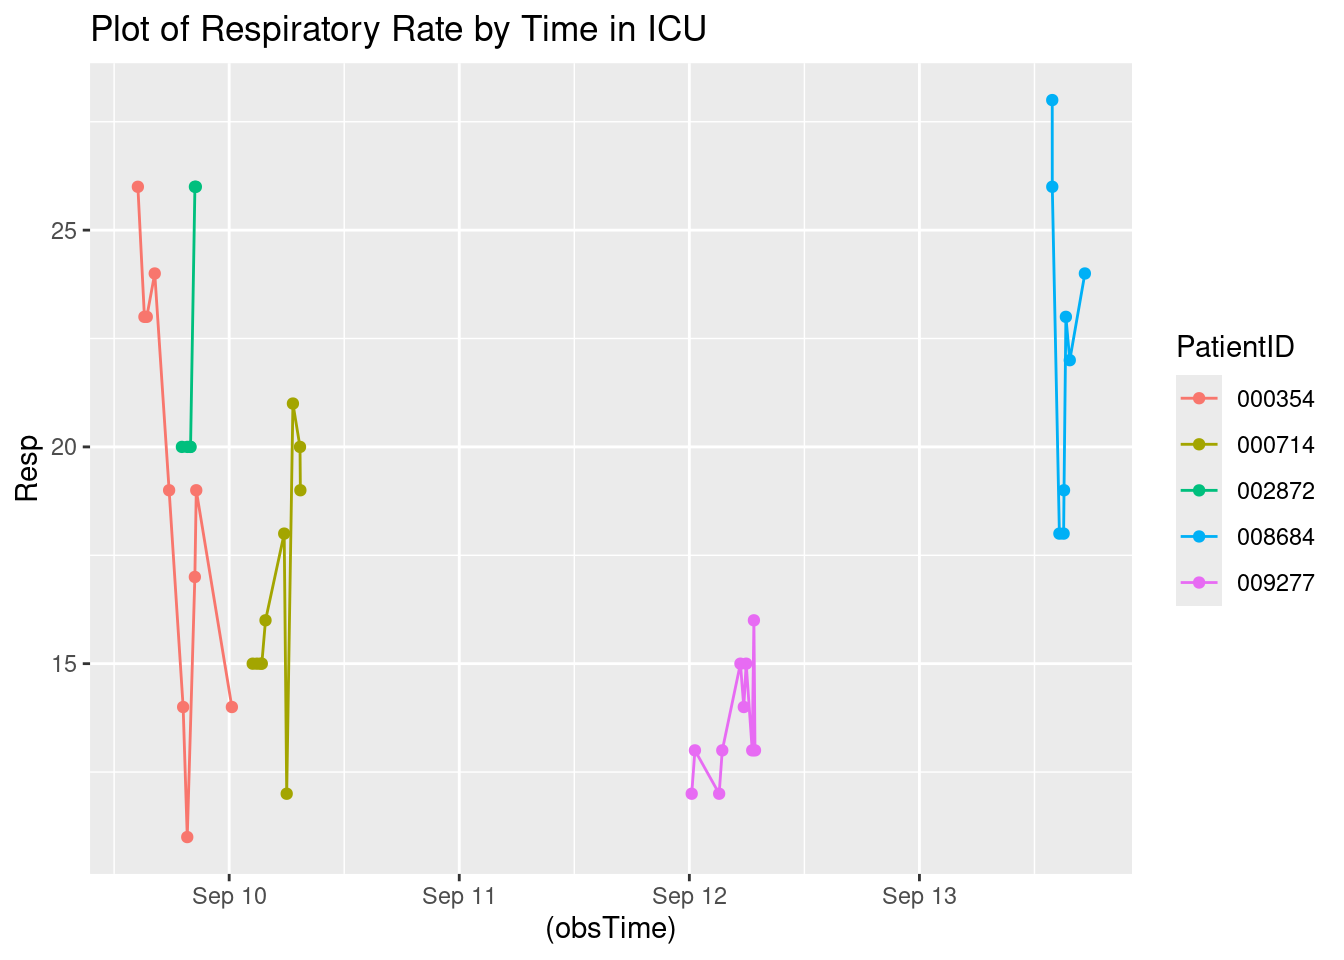 Plot of Respiratory Rate by Time in ICU
25
20
15
Resp
Sep 10
Sep 11
Sep 12
Sep 13
(obsTime)
PatientID
000354
000714
002872
008684
009277